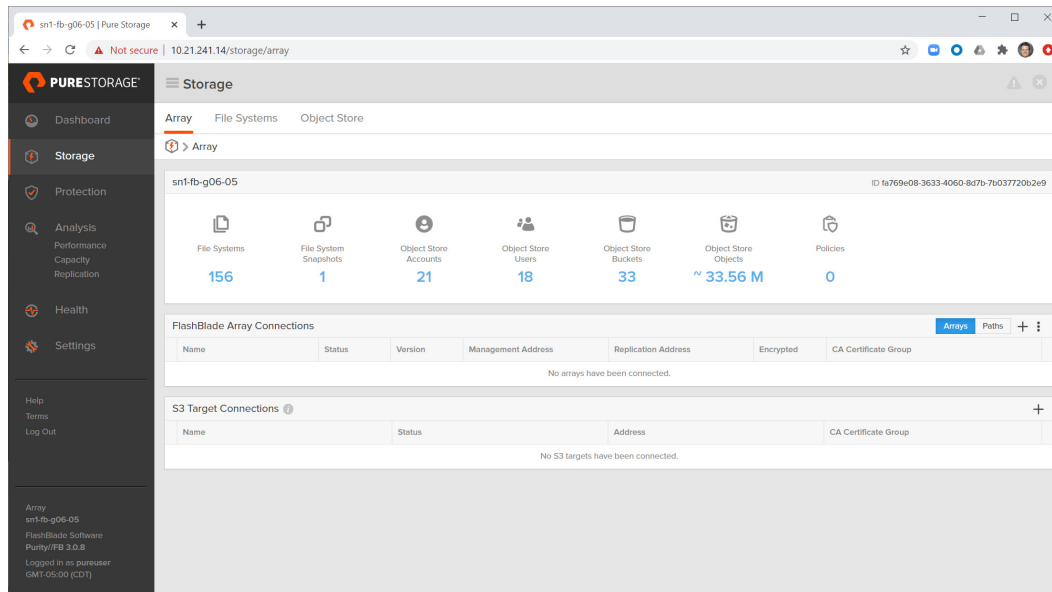 sn1-fb-g06-05 | Pure Storage
Not secure | 10.21.241.14/storage/array
PURESTORAGE®
Dashboard
Storage
Protection
Analysis
Performance
Capacity
Replication
Health
Settings
Help
Terms
Log Out
Array
sn1-fb-g06-05
FlashBlade Software
Purity//FB 3.0.8
Logged in as pureuser
GMT-05:00 (CDT)
Storage
Array File Systems Object Store
> Array
sn1-fb-g06-05 ID fa769e08-3633-4060-8d7b-7b037720b2e9
File Systems
156
File System
Snapshots
1
Object Store
Accounts
21
Object Store
Users
18
Object Store
Buckets
33
Object Store
Objects
~ 33.56 M
Policies
0
FlashBlade Array Connections Arrays Paths
Name Status Version Management Address Replication Address Encrypted CA Certificate Group
No arrays have been connected.
S3 Target Connections
Name Status Address CA Certificate Group
No S3 targets have been connected.